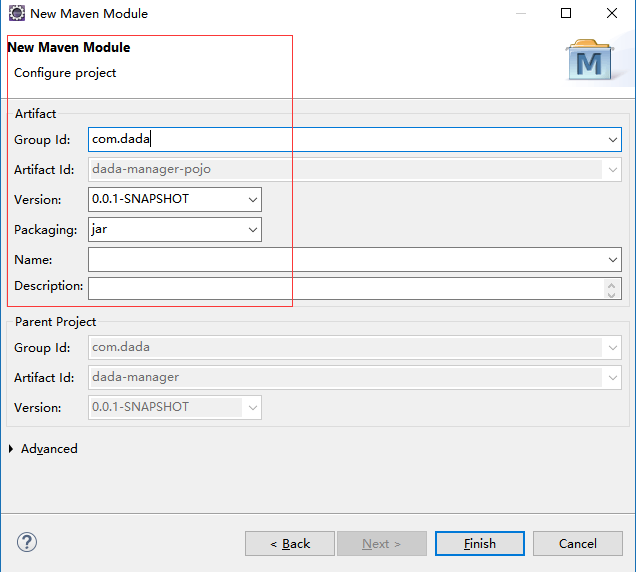 New Maven Module
New Maven Module
Configure project
M
Artifact
Group Id: com.dada
Artifact Id: dada-manager-pojo
Version: 0.0.1-SNAPSHOT
Packaging: jar
Name:
Description:
Parent Project
Group Id: com.dada
Artifact Id: dada-manager
Version: 0.0.1-SNAPSHOT
Advanced
? < Back Next > Finish Cancel